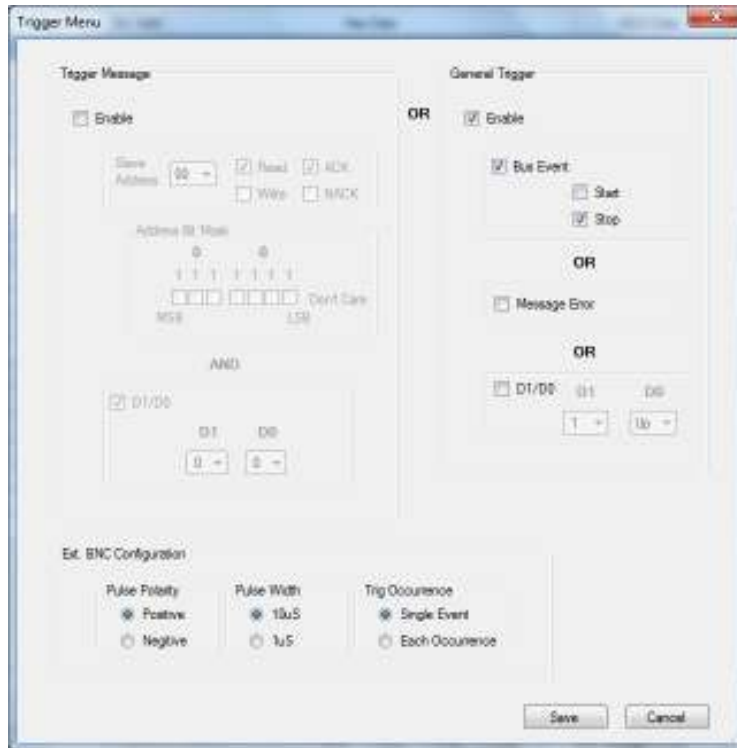 Trigger Menu
Trigger Message
Enable
Slave Address 00
Read ACK
Write NACK
Address Bit Mask
0 0
1 1 1 1 1 1 1
Don't Care
MSB LSB
AND
D1/D0
D1 D0
0 0
OR
General Trigger
Enable
Bus Event
Start
Stop
OR
Message Error
OR
D1/D0 D1 D0
1 Up
Ext. BNC Configuration
Pulse Polarity
Positive
Negitive
Pulse Width
10uS
1uS
Trig Occurrence
Single Event
Each Occurrence
Save Cancel